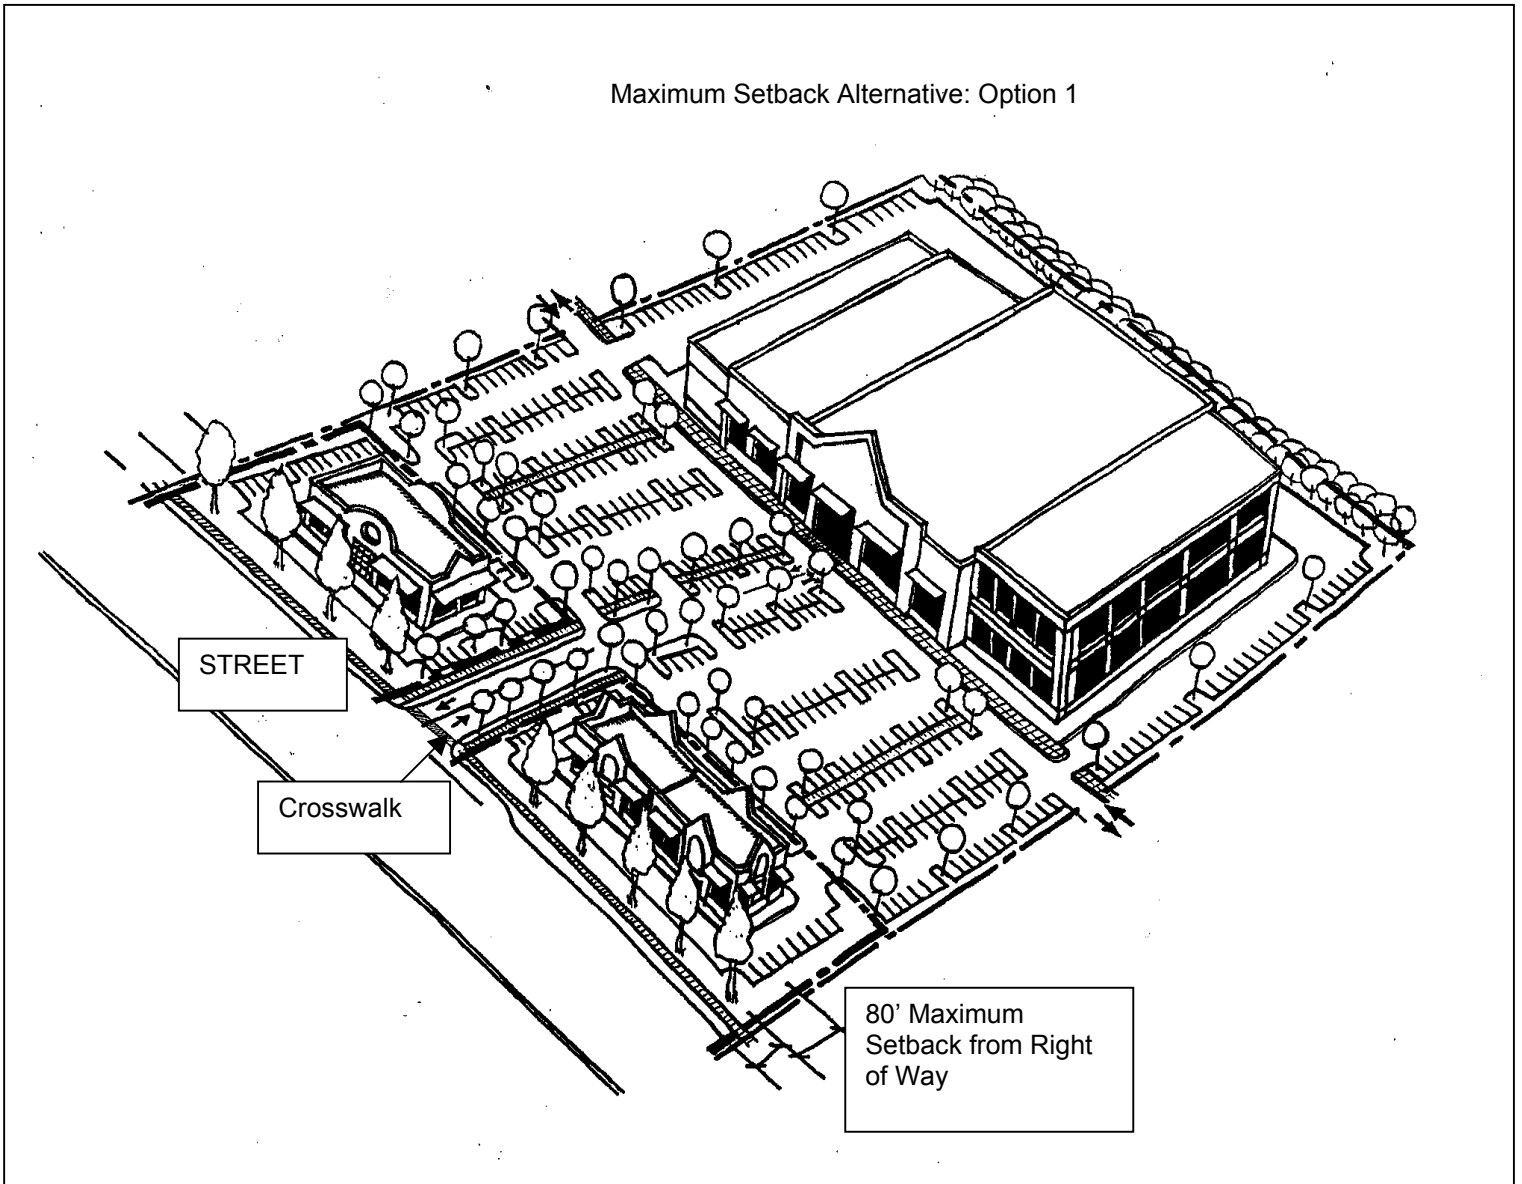 Maximum Setback Alternative: Option 1
STREET
Crosswalk
80’ Maximum
Setback from Right
of Way